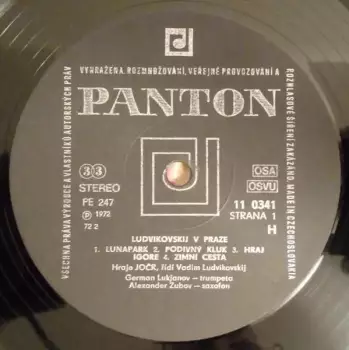 VYHRAŽENA. ROZMNOŽOVÁNÍ, VEŘEJNÉ PROVOZOVÁNÍ A
ROZHLASOVÉ ŠÍŘENÍ ZAKÁZÁNO. MADE IN CZECHOSLOVAKIA
VŠECHNA PRÁVA VÝROBCE A VLASTNÍKŮ AUTORSKÝCH PRÁV
PANTON
33
STEREO
PE 247
Ⓟ 1972
72 2
OSA
OSVU
11 0341
STRANA 1
H
LUDVIKOVSKIJ V PRAZE
1. LUNAPARK 2. PODIVNÝ KLUK 3. HRAJ
IGORE 4. ZIMNÍ CESTA
Hraje JOČR, řídí Vadim Ludvikovskij
German Lukjanov — trumpeta
Alexander Zubov — saxofon